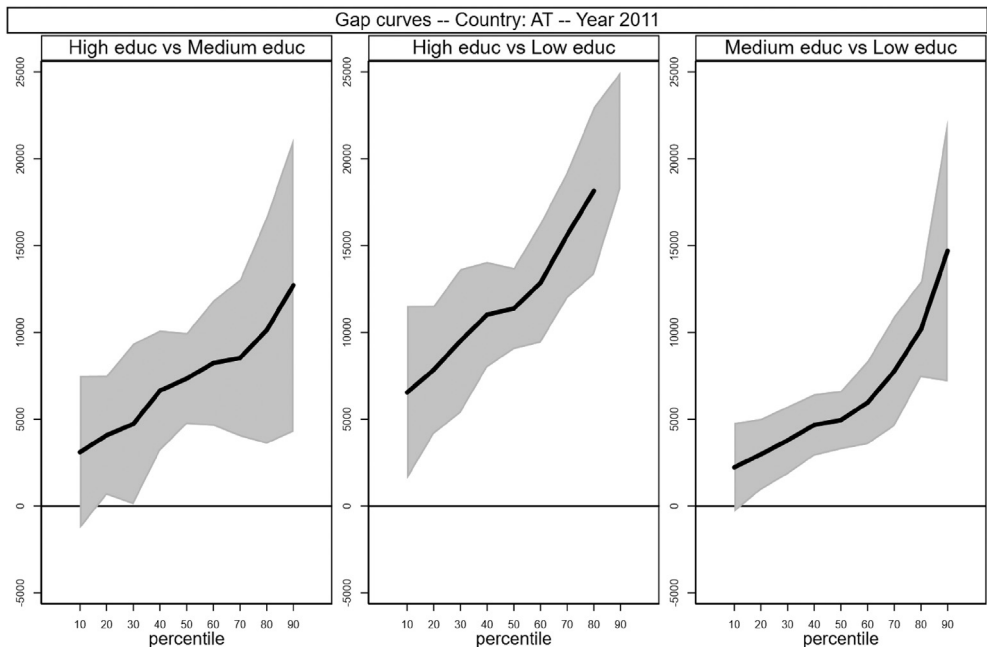 Gap curves -- Country: AT -- Year 2011
High educ vs Medium educ
25000
20000
15000
10000
5000
0
-5000
10 20 30 40 50 60 70 80 90
percentile
High educ vs Low educ
25000
20000
15000
10000
5000
0
-5000
10 20 30 40 50 60 70 80 90
percentile
Medium educ vs Low educ
25000
20000
15000
10000
5000
0
-5000
10 20 30 40 50 60 70 80 90
percentile